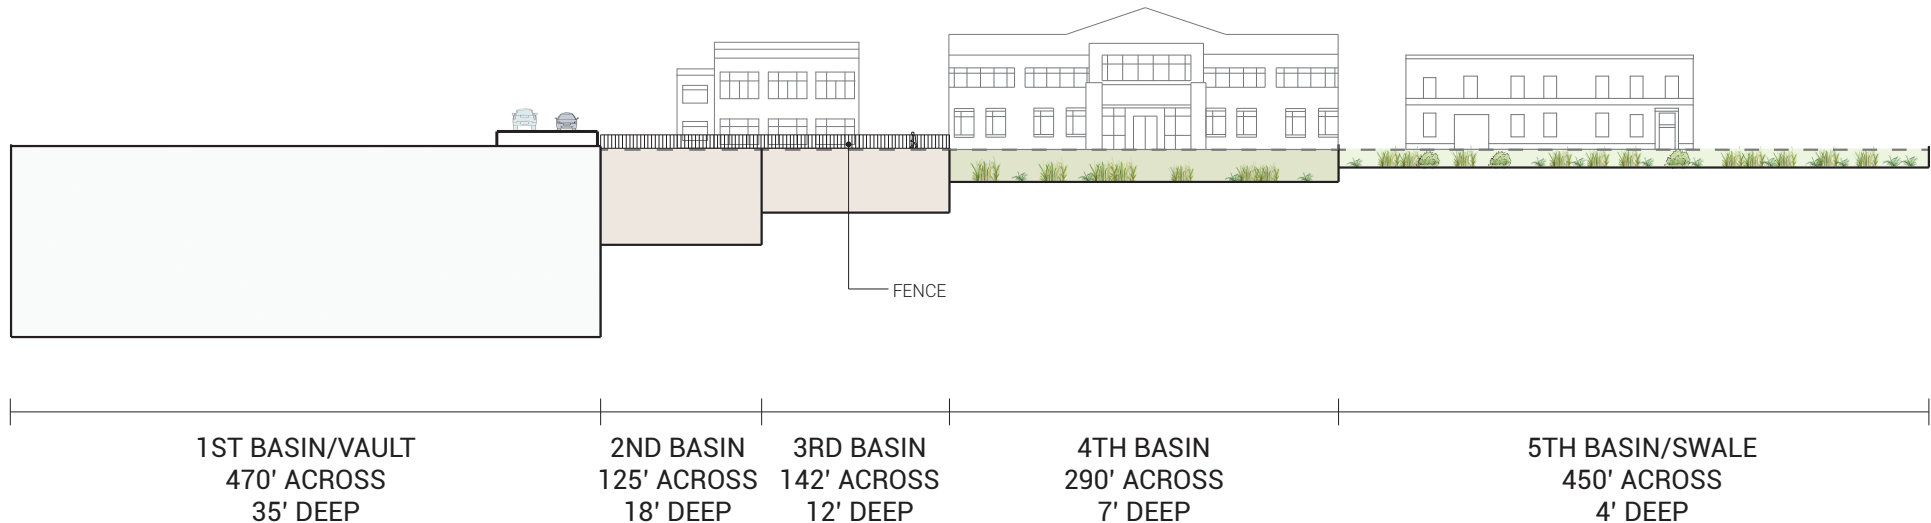 FENCE
1ST BASIN/VAULT
470' ACROSS
35' DEEP
2ND BASIN
125' ACROSS
18' DEEP
3RD BASIN
142' ACROSS
12' DEEP
4TH BASIN
290' ACROSS
7' DEEP
5TH BASIN/SWALE
450' ACROSS
4' DEEP